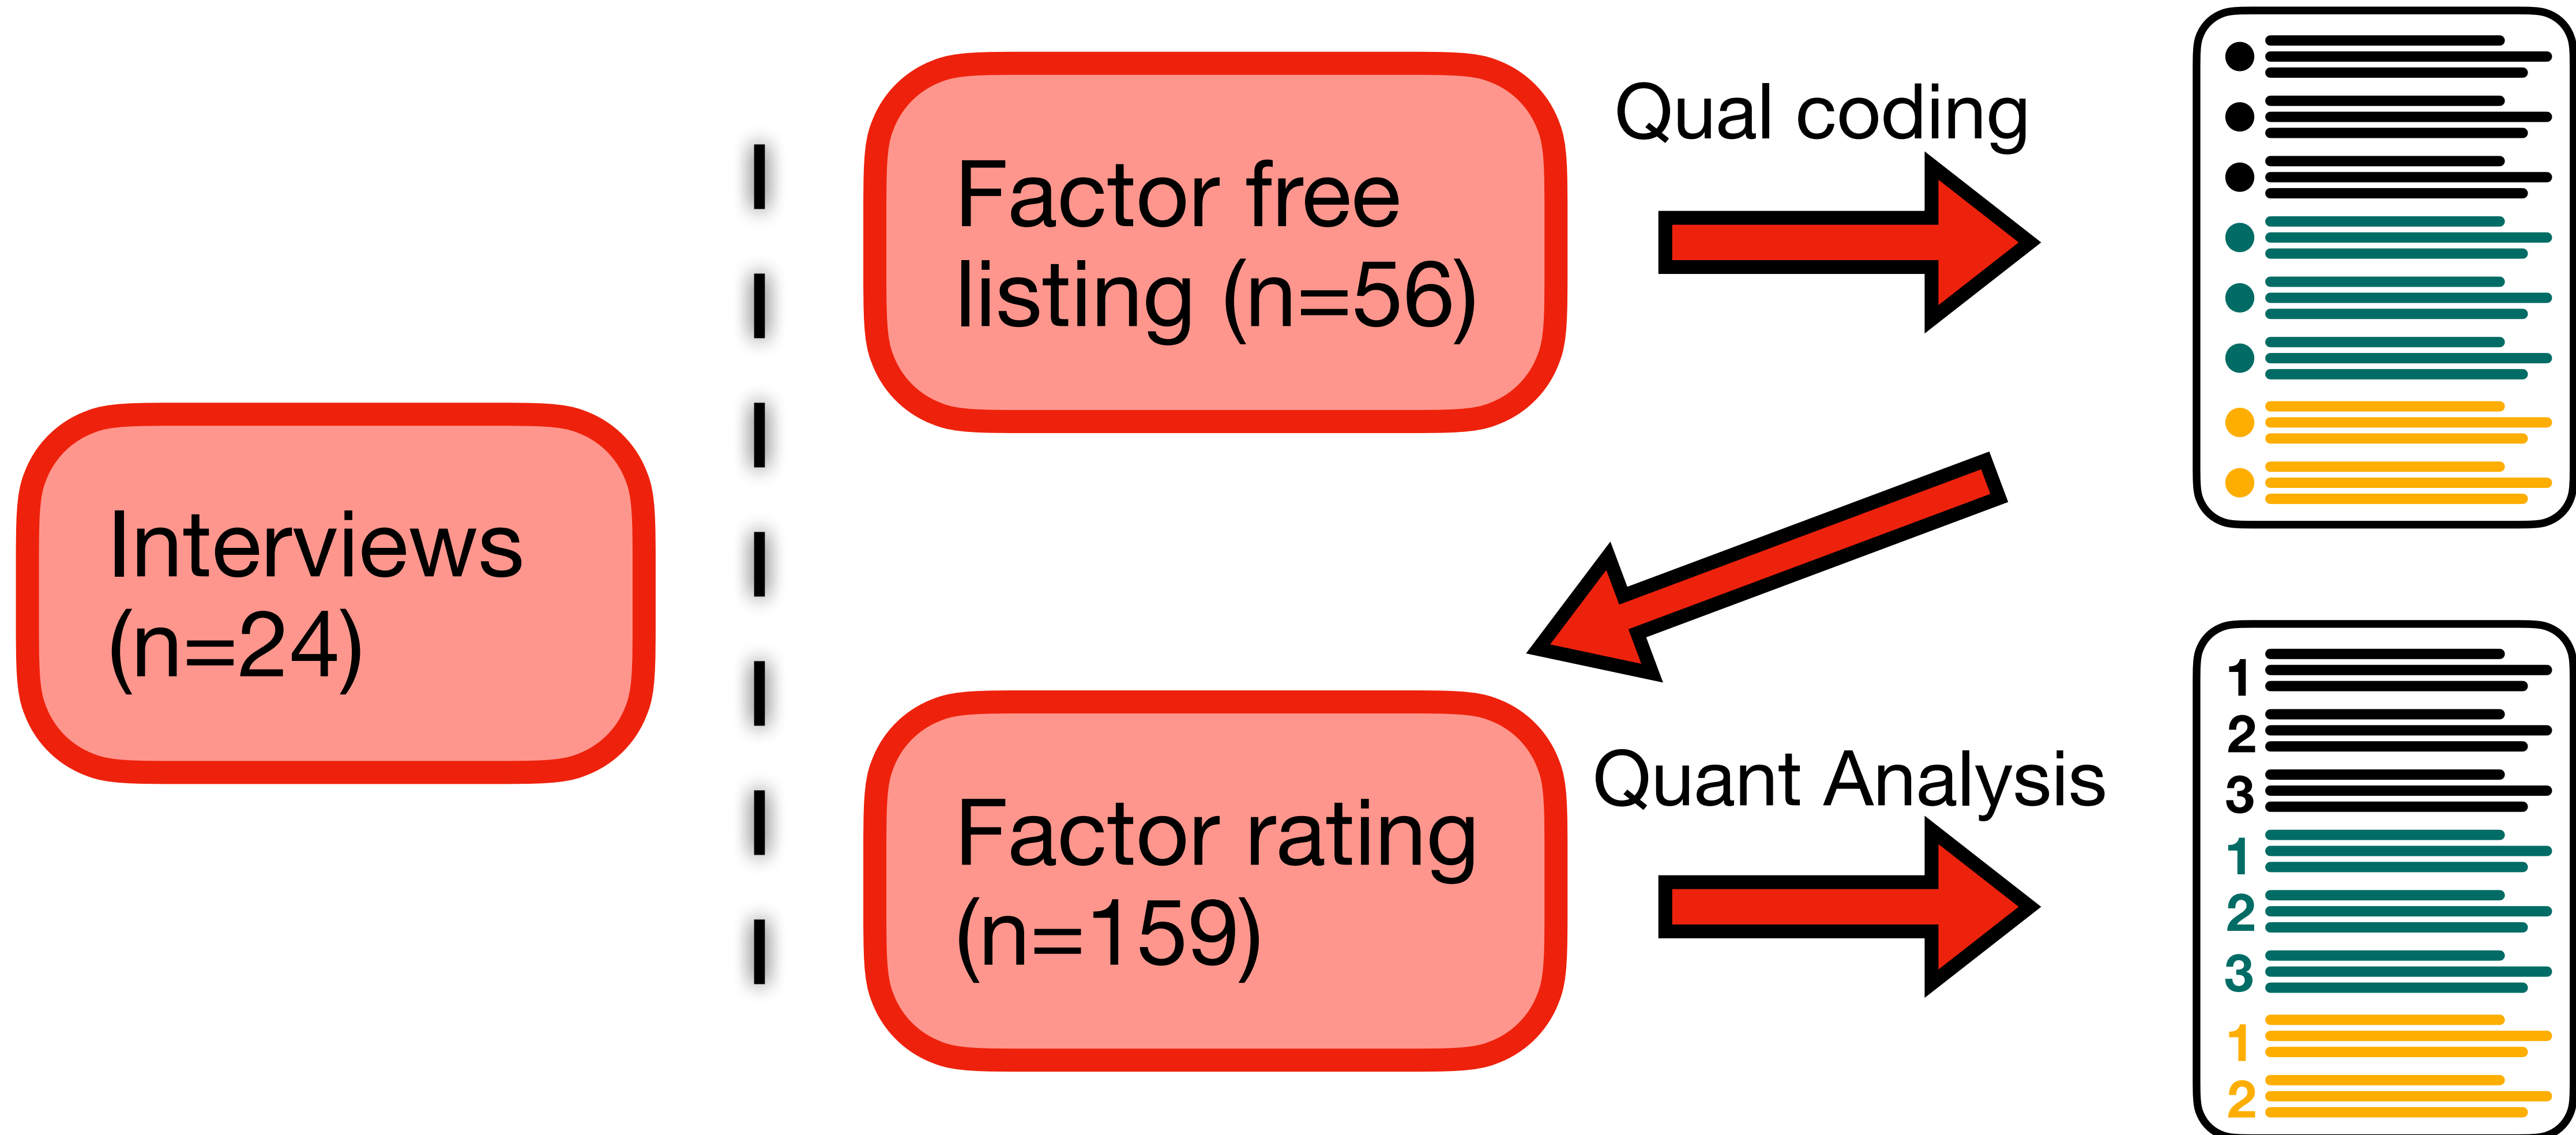 Interviews
(n=24)
Factor free
listing (n=56)
Qual coding
Factor rating
(n=159)
Quant Analysis
1
2
3
1
2
3
1
2